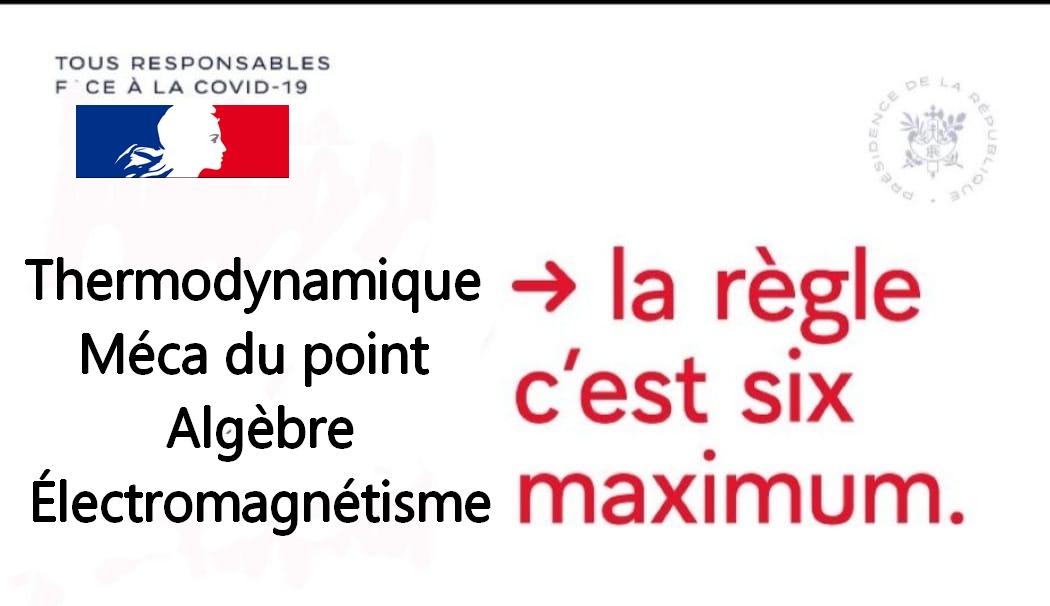 TOUS RESPONSABLES
F CE À LA COVID-19
PRÉSIDENCE DE LA RÉPUBLIQUE
Thermodynamique
Méca du point
Algèbre
Électromagnétisme
→ la règle
c'est six
maximum.